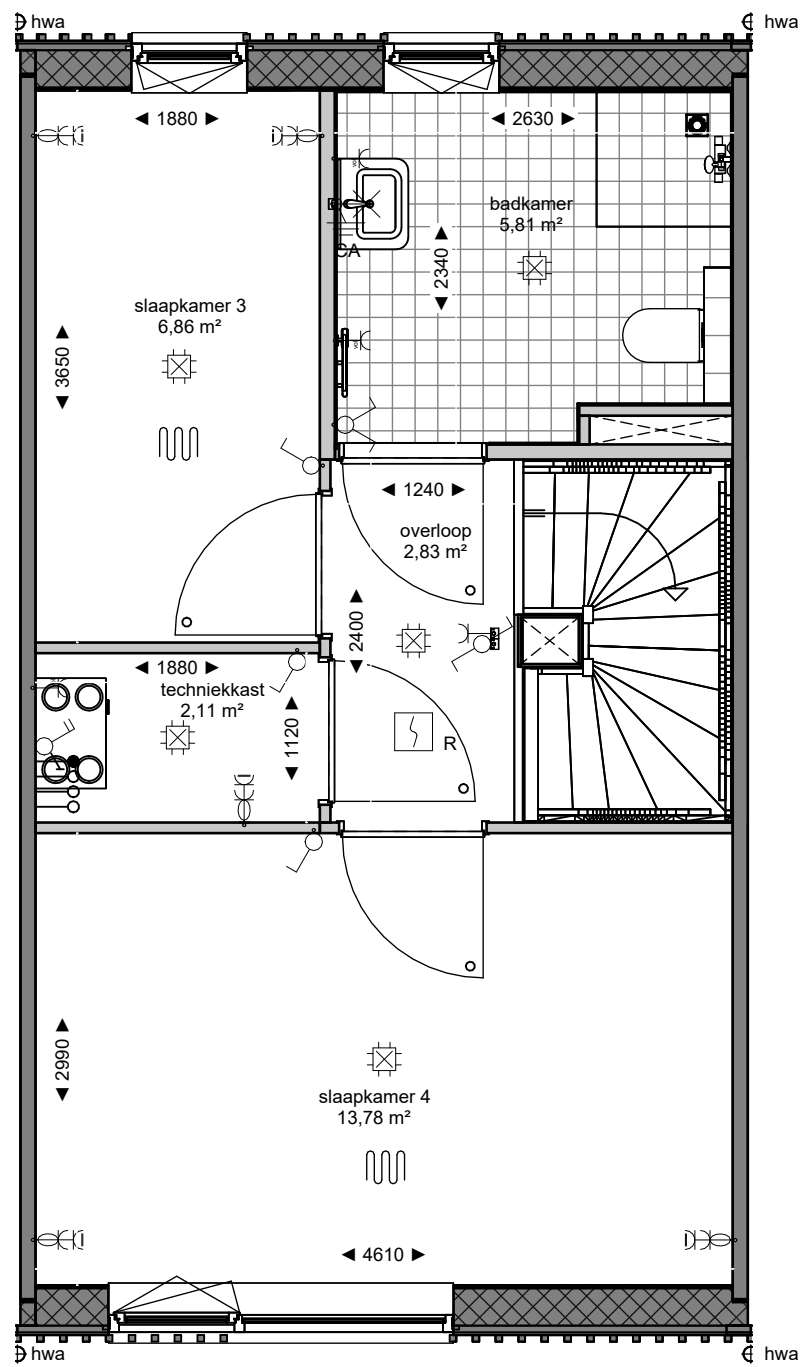 hwa
hwa
◄ 1880 ►
◄ 2630 ►
badkamer
5,81 m²
◄ 2340 ►
CA
slaapkamer 3
6,86 m²
◄ 3650 ►
◄ 1240 ►
overloop
2,83 m²
◄ 2400 ►
◄ 1880 ►
techniekkast
2,11 m²
◄ 1120 ►
R
◄ 2990 ►
slaapkamer 4
13,78 m²
◄ 4610 ►
hwa
hwa